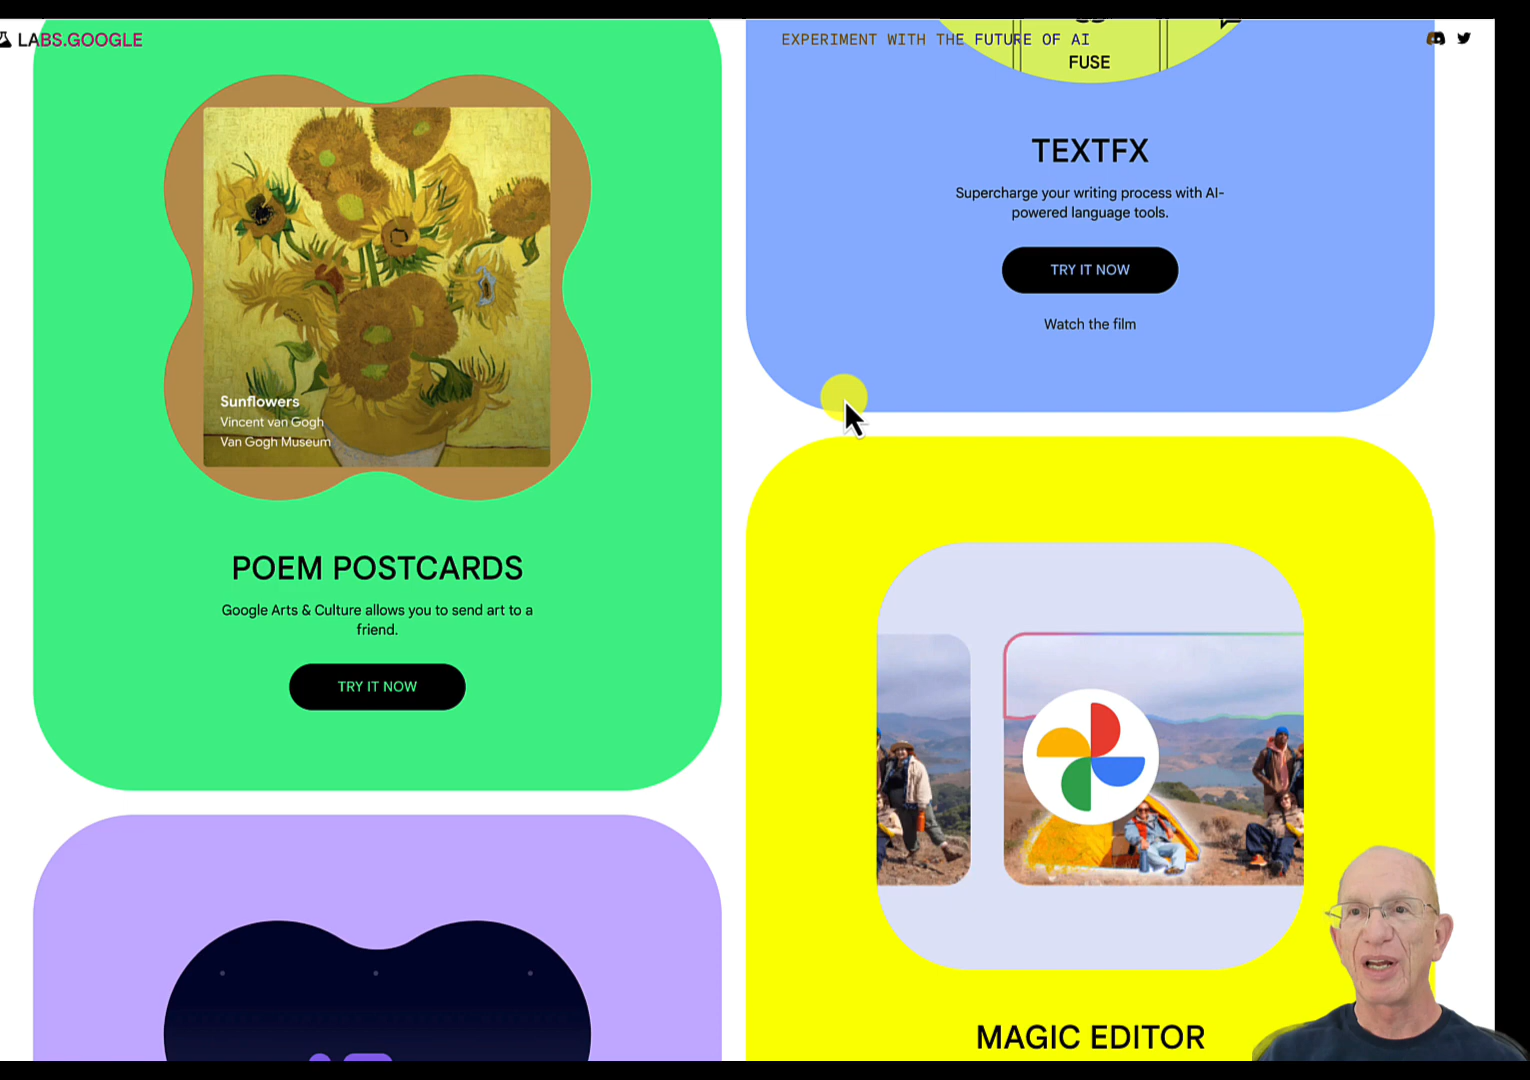 LABS.GOOGLE
EXPERIMENT WITH THE FUTURE OF AI
Sunflowers
Vincent van Gogh
Van Gogh Museum
POEM POSTCARDS
Google Arts & Culture allows you to send art to a
friend.
TRY IT NOW
FUSE
TEXTFX
Supercharge your writing process with AI-
powered language tools.
TRY IT NOW
Watch the film
MAGIC EDITOR